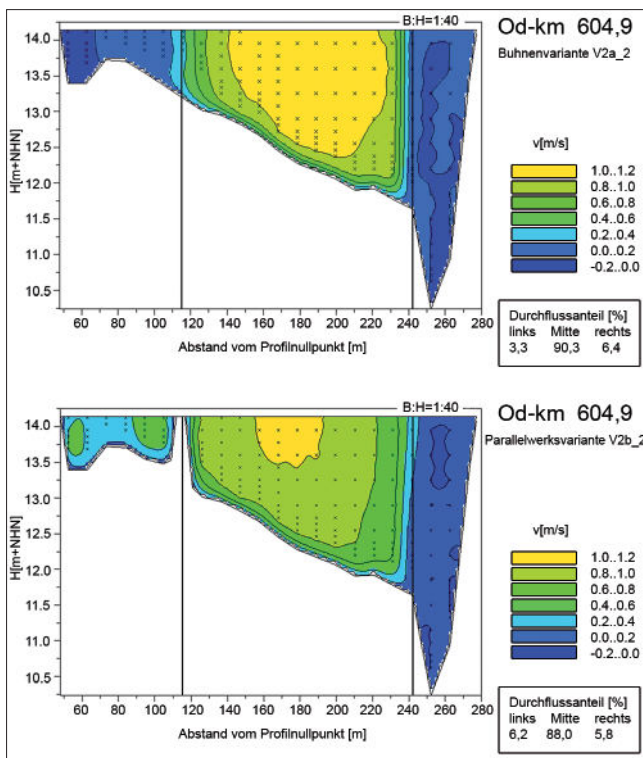 B:H=1:40
Od-km 604,9
Buhnenvariante V2a_2
H[m+NHN]
14.0
13.5
13.0
12.5
12.0
11.5
11.0
10.5
60 80 100 120 140 160 180 200 220 240 260 280
Abstand vom Profilnullpunkt [m]
v[m/s]
1.0..1.2
0.8..1.0
0.6..0.8
0.4..0.6
0.2..0.4
0.0..0.2
-0.2..0.0
Durchflussanteil [%]
links Mitte rechts
3,3 90,3 6,4
B:H=1:40
Od-km 604,9
Parallelwerksvariante V2b_2
H[m+NHN]
14.0
13.5
13.0
12.5
12.0
11.5
11.0
10.5
60 80 100 120 140 160 180 200 220 240 260 280
Abstand vom Profilnullpunkt [m]
v[m/s]
1.0..1.2
0.8..1.0
0.6..0.8
0.4..0.6
0.2..0.4
0.0..0.2
-0.2..0.0
Durchflussanteil [%]
links Mitte rechts
6,2 88,0 5,8